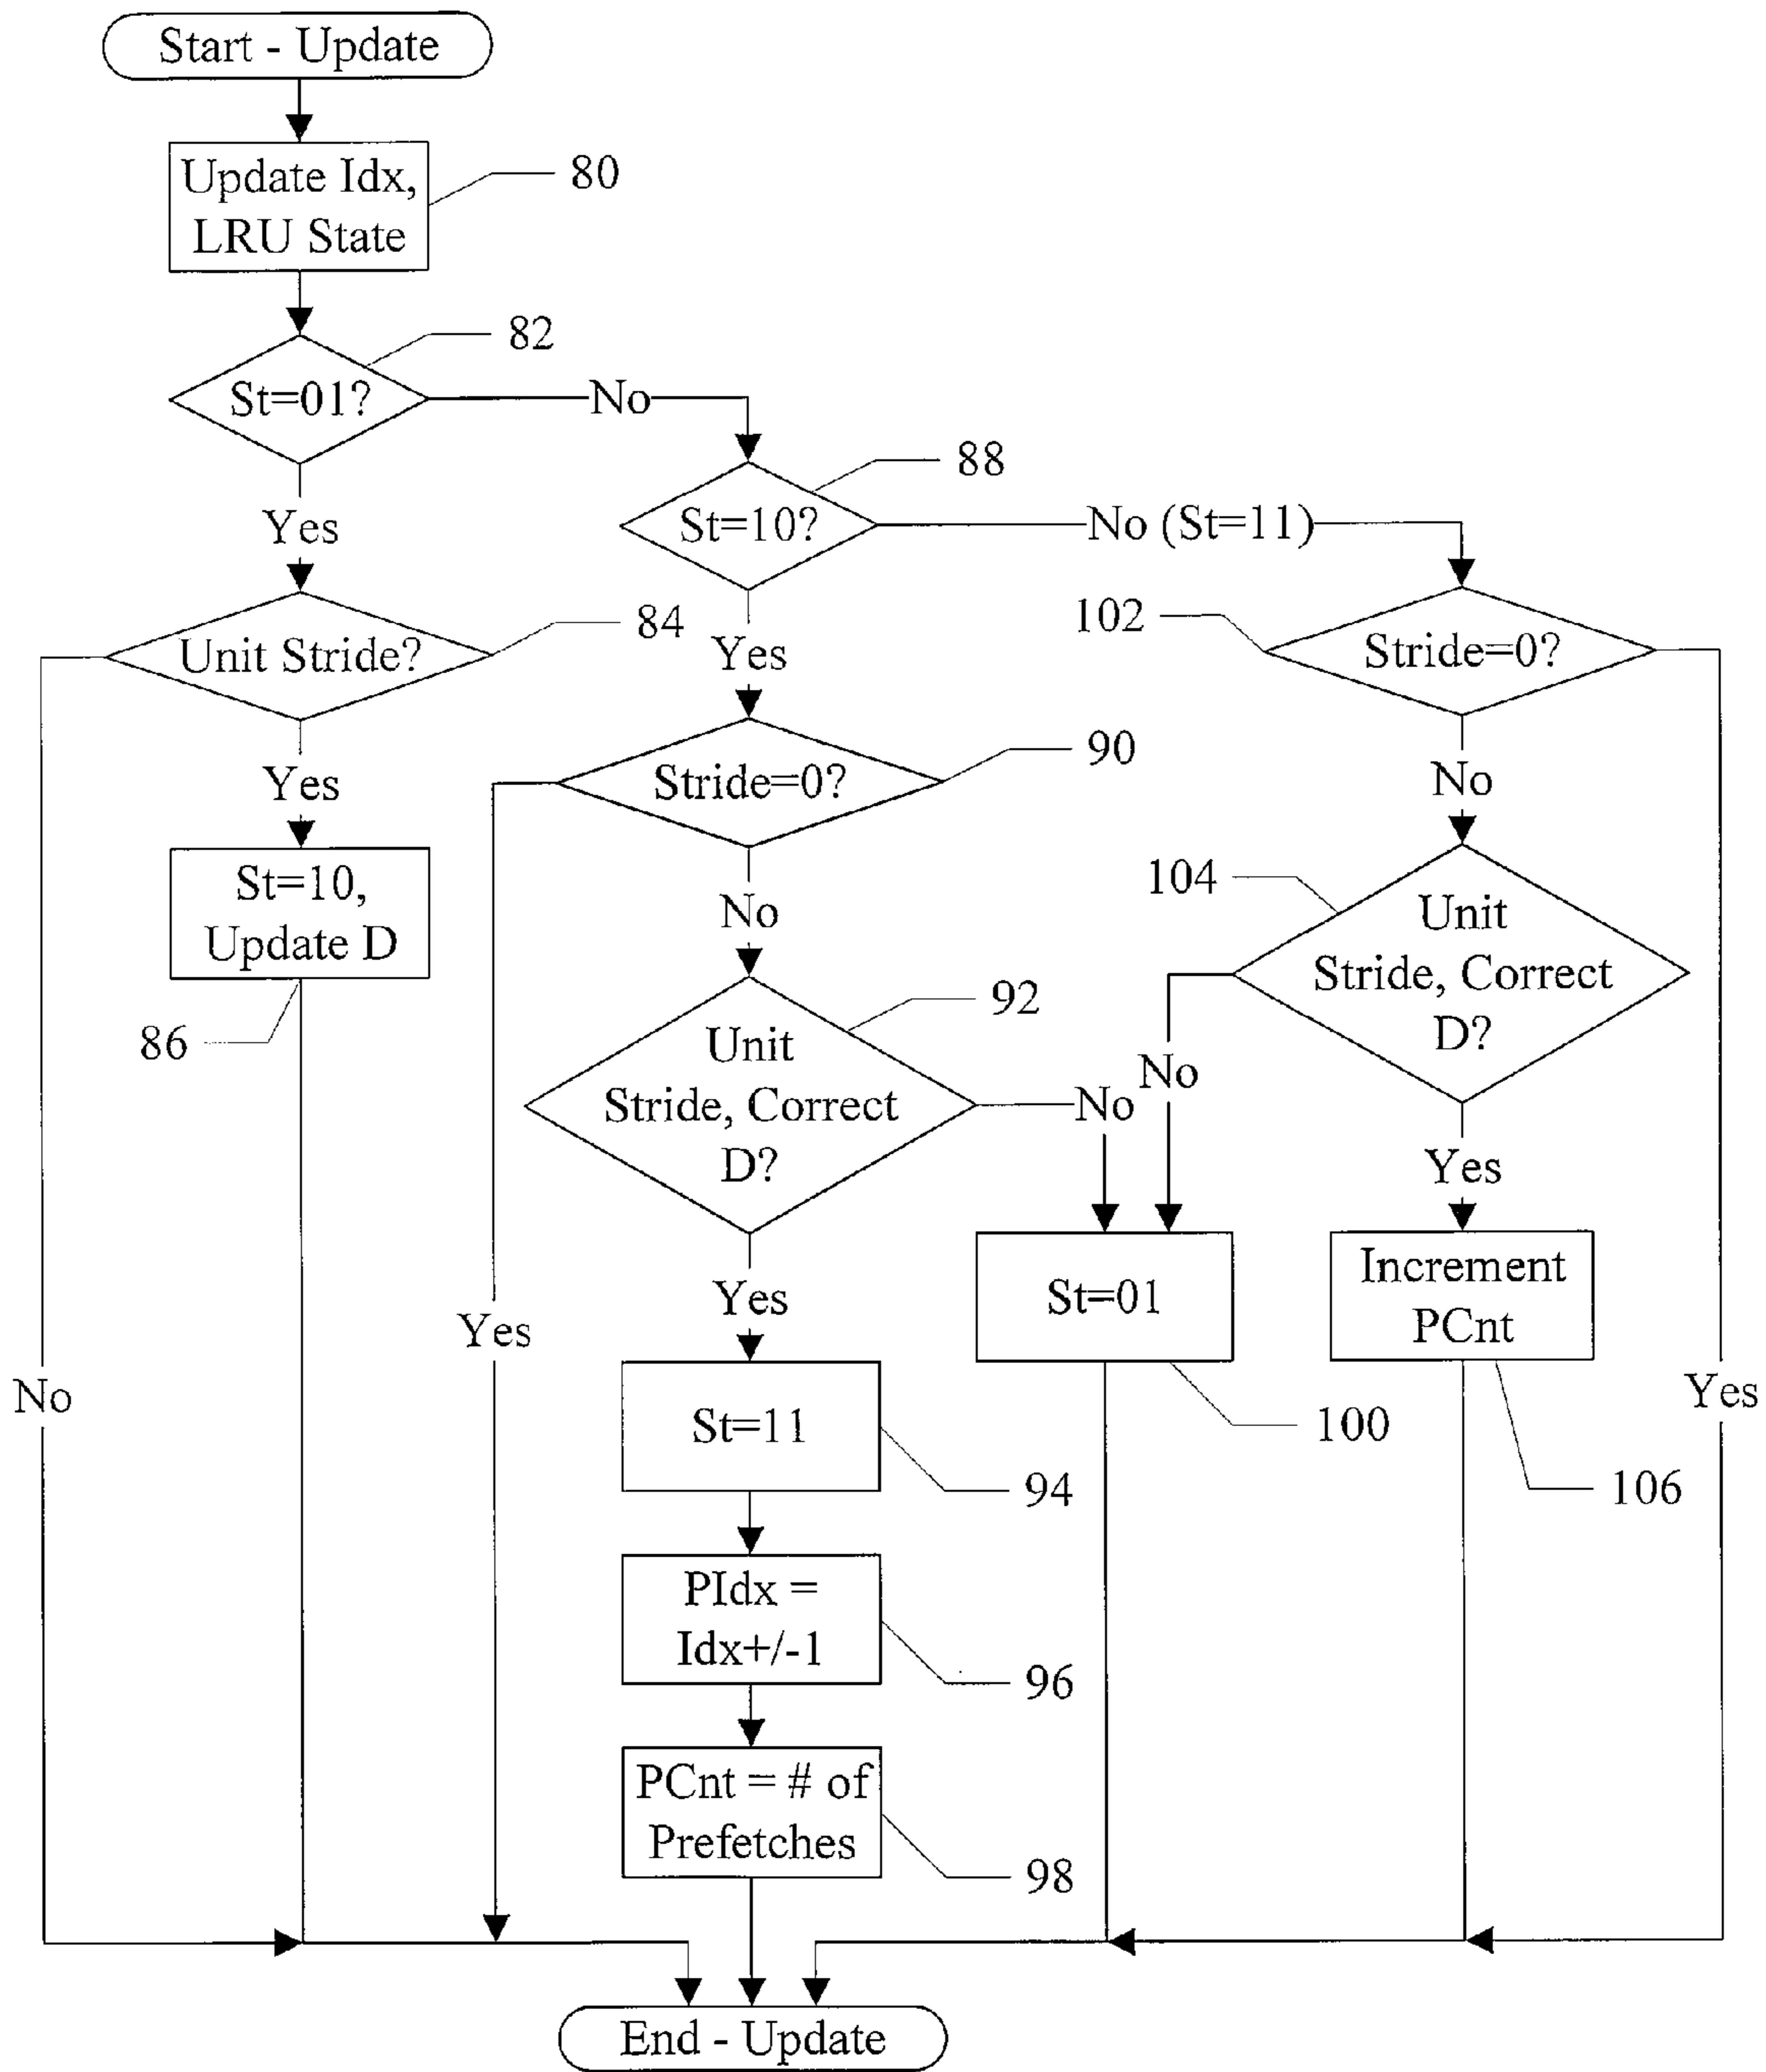 Start - Update
Update Idx,
LRU State
80
St=01?
82
No
Yes
St=10?
88
No (St=11)
Unit Stride?
84
Yes
Stride=0?
102
Yes
Stride=0?
90
No
St=10,
Update D
86
No
Unit
Stride, Correct
D?
104
Unit
Stride, Correct
D?
92
No
No
Yes
Yes
St=01
100
Increment
PCnt
106
Yes
No
Yes
St=11
94
PIdx =
Idx+/-1
96
PCnt = # of
Prefetches
98
Yes
End - Update